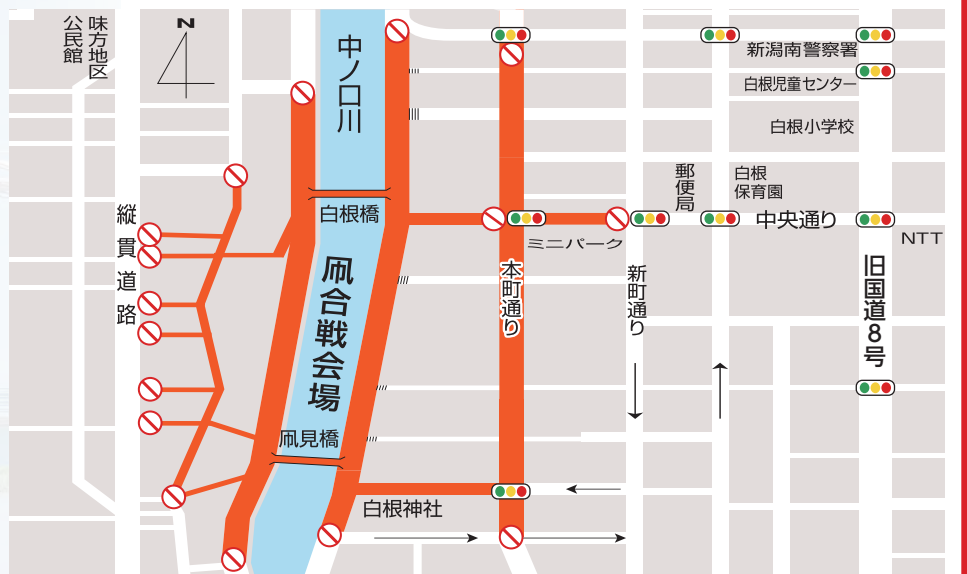 味方地区
公民館
N
中ノ口川
新潟南警察署
白根児童センター
白根小学校
郵便局
白根
保育園
縦貫道路
白根橋
中央通り
ミニパーク
NTT
凧合戦会場
本町通り
新町通り
旧国道8号
凧見橋
白根神社